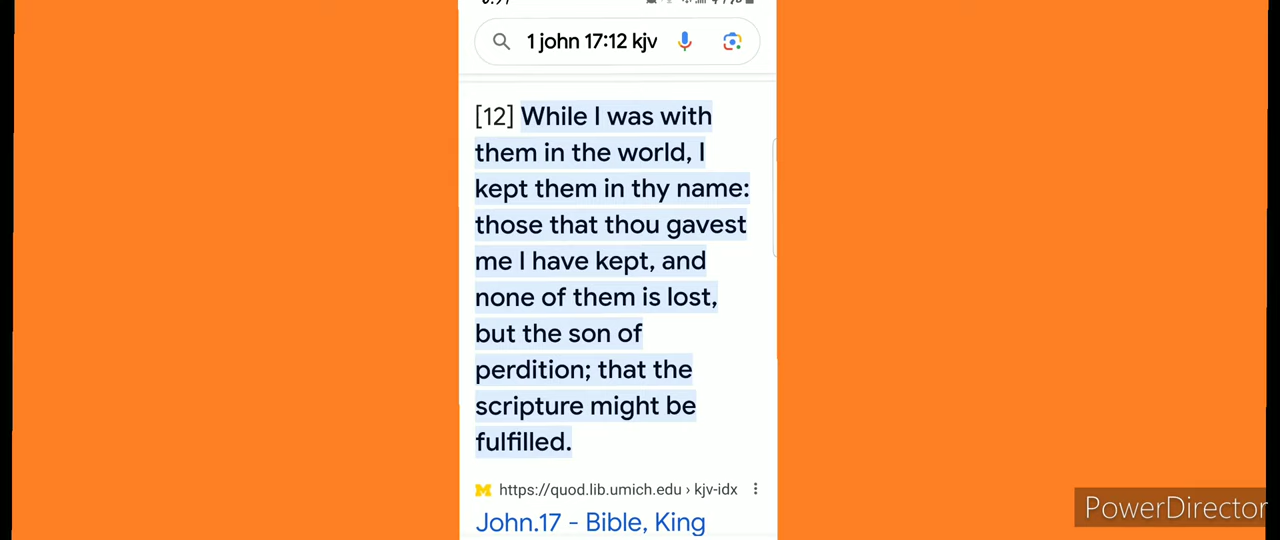 1 john 17:12 kjv
[12] While I was with
them in the world, I
kept them in thy name:
those that thou gavest
me I have kept, and
none of them is lost,
but the son of
perdition; that the
scripture might be
fulfilled.
https://quod.lib.umich.edu › kjv-idx
John.17 - Bible, King
PowerDirector